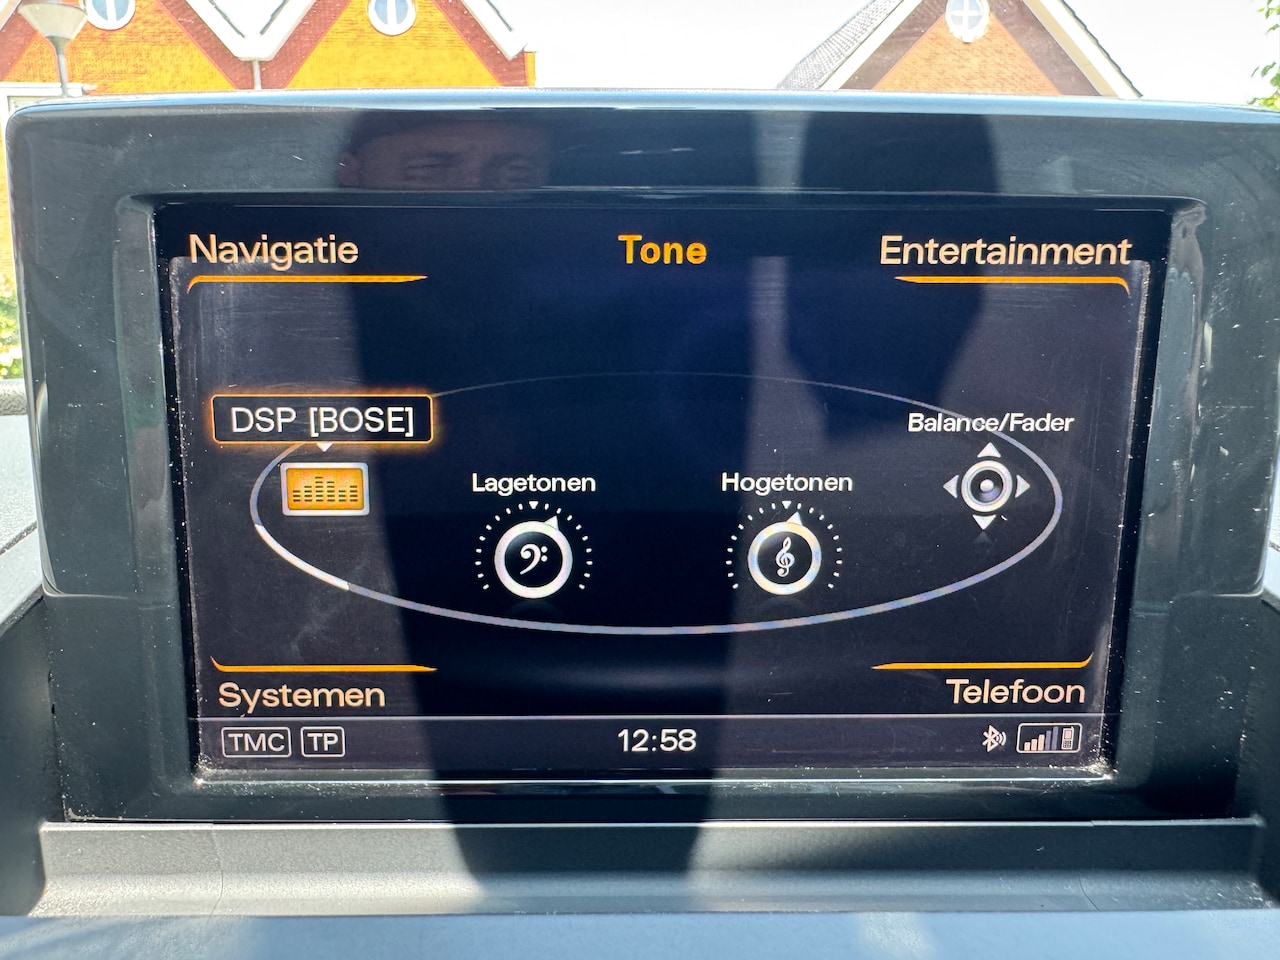 Navigatie
Tone
Entertainment
DSP [BOSE]
Balance/Fader
Lagetonen
Hogetonen
Systemen
Telefoon
TMC
TP
12:58